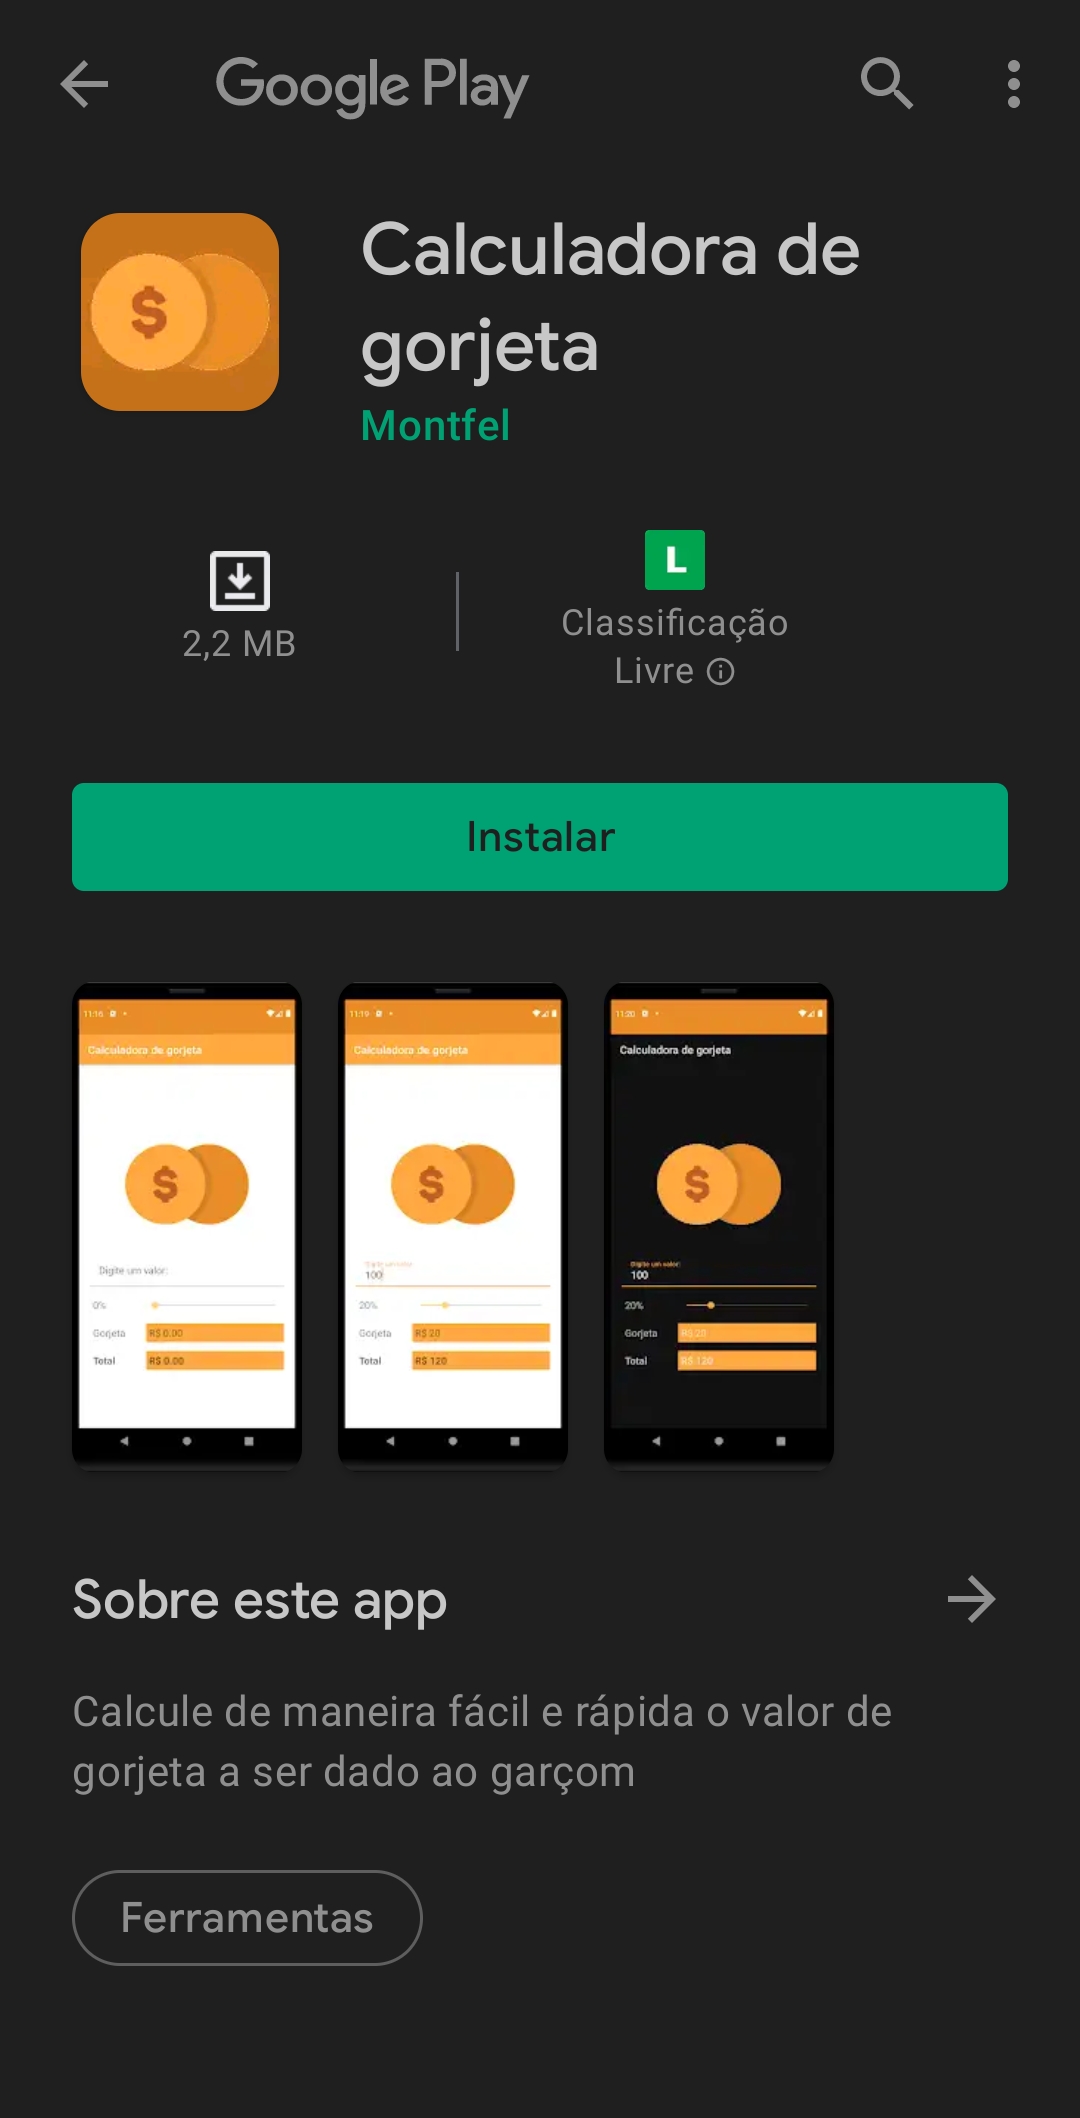 Google Play
$
Calculadora de
gorjeta
Montfel
2,2 MB
L
Classificação
Livre
Instalar
11:16
Calculadora de gorjeta
$
Digite um valor:
0%
Gorjeta R$ 0.00
Total R$ 0.00
11:19
Calculadora de gorjeta
$
Digite um valor:
100
20%
Gorjeta R$ 20
Total R$ 120
11:20
Calculadora de gorjeta
$
Digite um valor:
100
20%
Gorjeta R$ 20
Total R$ 120
Sobre este app
Calcule de maneira fácil e rápida o valor de
gorjeta a ser dado ao garçom
Ferramentas